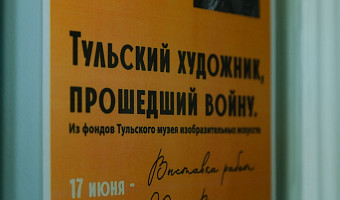 Тульский художник,
прошедший войну.
Из фондов Тульского музея изобразительных искусств
Выставка работ
17 июня -